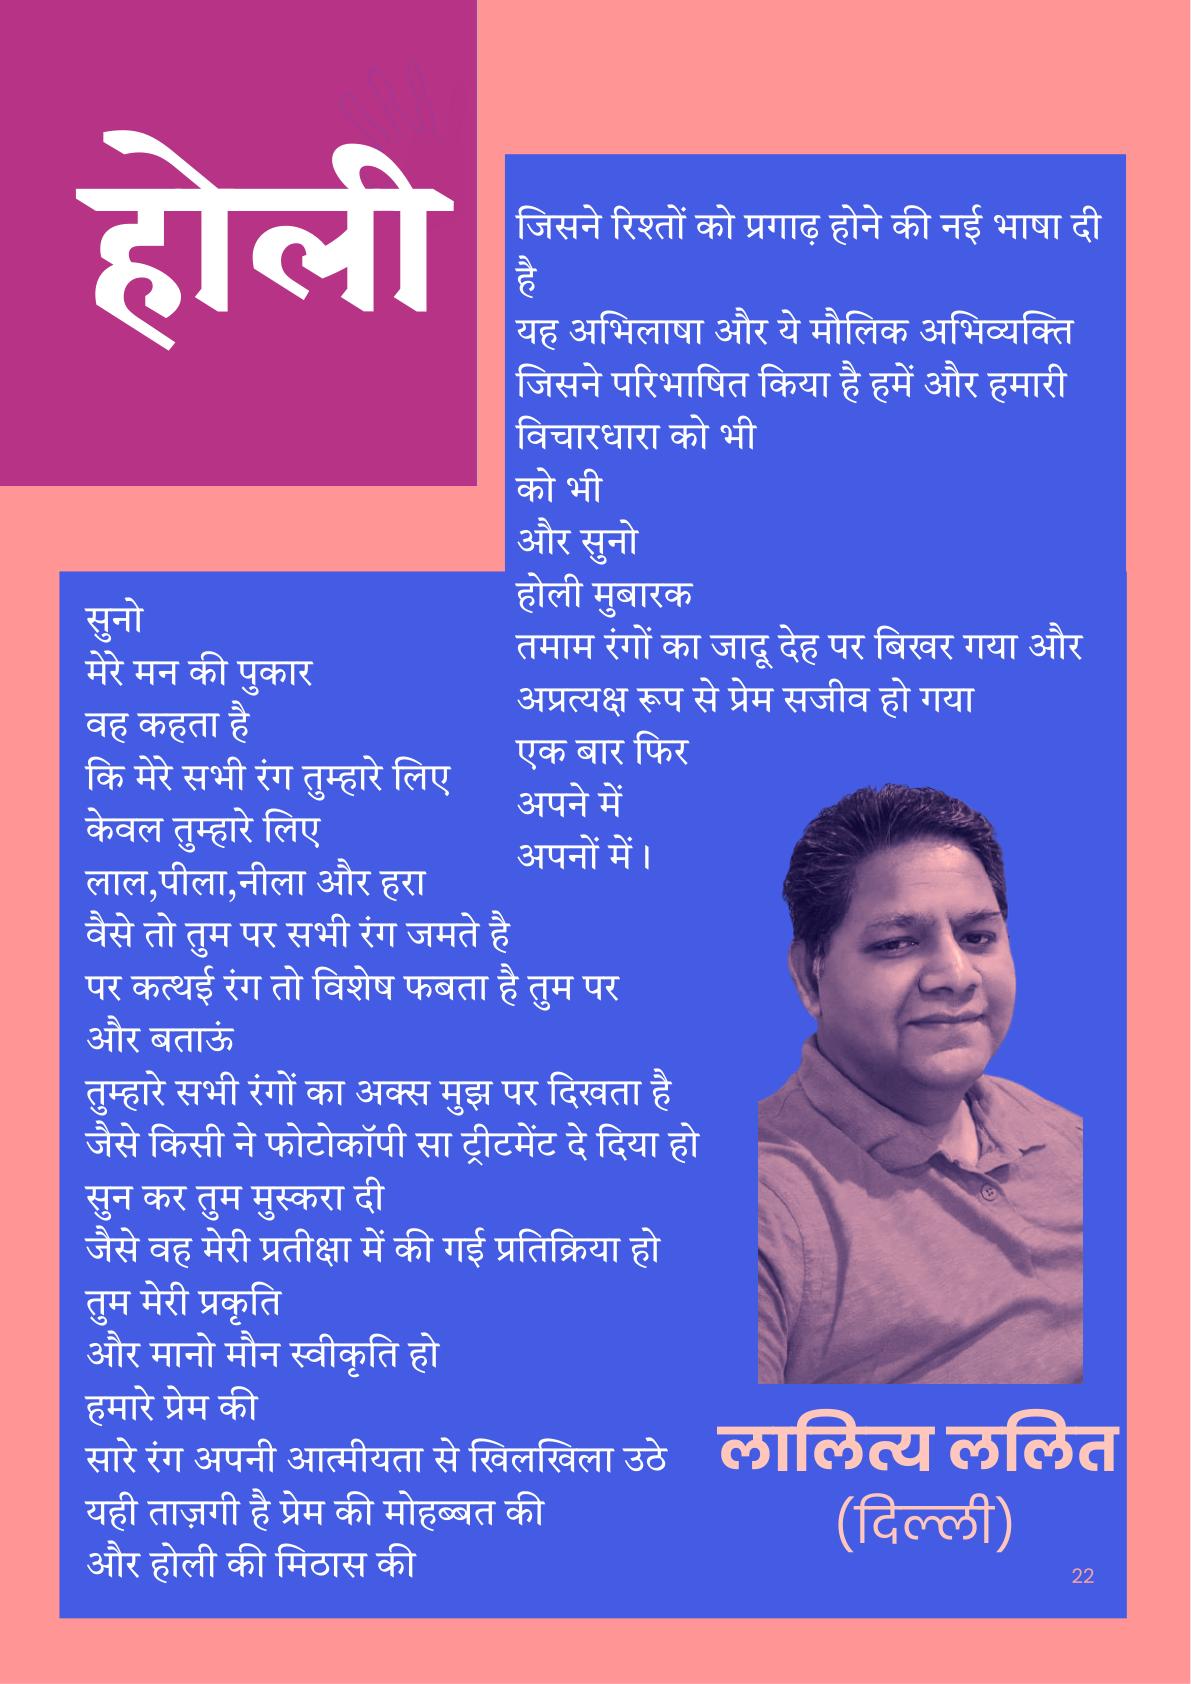 होली
सुनो
मेरे मन की पुकार
वह कहता है
कि मेरे सभी रंग तुम्हारे लिए
केवल तुम्हारे लिए
लाल,पीला,नीला और हरा
वैसे तो तुम पर सभी रंग जमते है
पर कत्थई रंग तो विशेष फबता है तुम पर
और बताऊं
तुम्हारे सभी रंगों का अक्स मुझ पर दिखता है
जैसे किसी ने फोटोकॉपी सा ट्रीटमेंट दे दिया हो
सुन कर तुम मुस्करा दी
जैसे वह मेरी प्रतीक्षा में की गई प्रतिक्रिया हो
तुम मेरी प्रकृति
और मानो मौन स्वीकृति हो
हमारे प्रेम की
सारे रंग अपनी आत्मीयता से खिलखिला उठे
यही ताज़गी है प्रेम की मोहब्बत की
और होली की मिठास की
जिसने रिश्तों को प्रगाढ़ होने की नई भाषा दी
है
यह अभिलाषा और ये मौलिक अभिव्यक्ति
जिसने परिभाषित किया है हमें और हमारी
विचारधारा को भी
को भी
और सुनो
होली मुबारक
तमाम रंगों का जादू देह पर बिखर गया और
अप्रत्यक्ष रूप से प्रेम सजीव हो गया
एक बार फिर
अपने में
अपनों में।
लालित्य ललित
(दिल्ली)
22